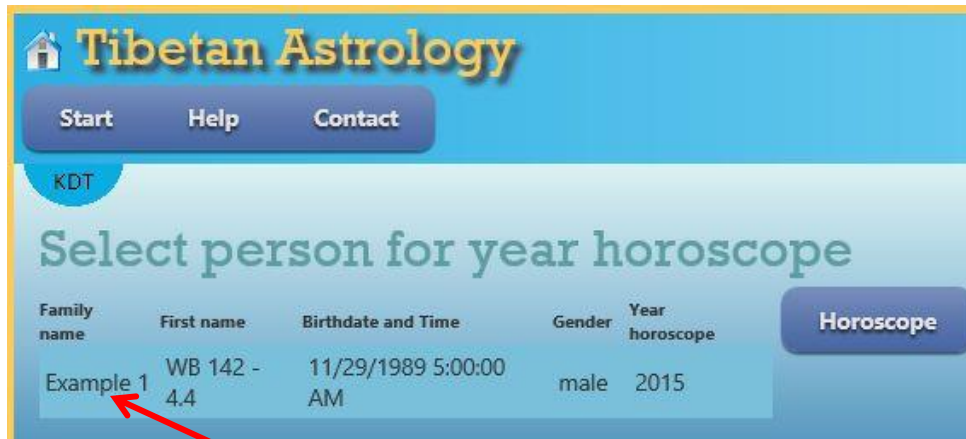 Tibetan Astrology
Start Help Contact
KDT
Select person for year horoscope
Family name First name Birthdate and Time Gender Year horoscope Horoscope
Example 1 WB 142 - 4.4 11/29/1989 5:00:00 AM male 2015